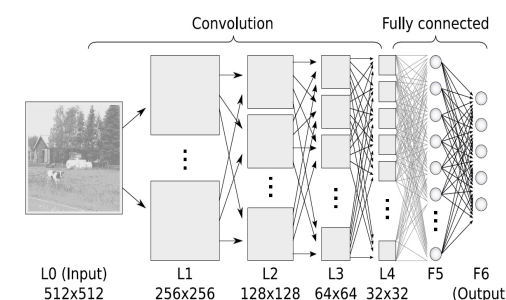 Convolution Fully connected
L0 (Input) L1 L2 L3 L4 F5 F6
512x512 256x256 128x128 64x64 32x32 (Output